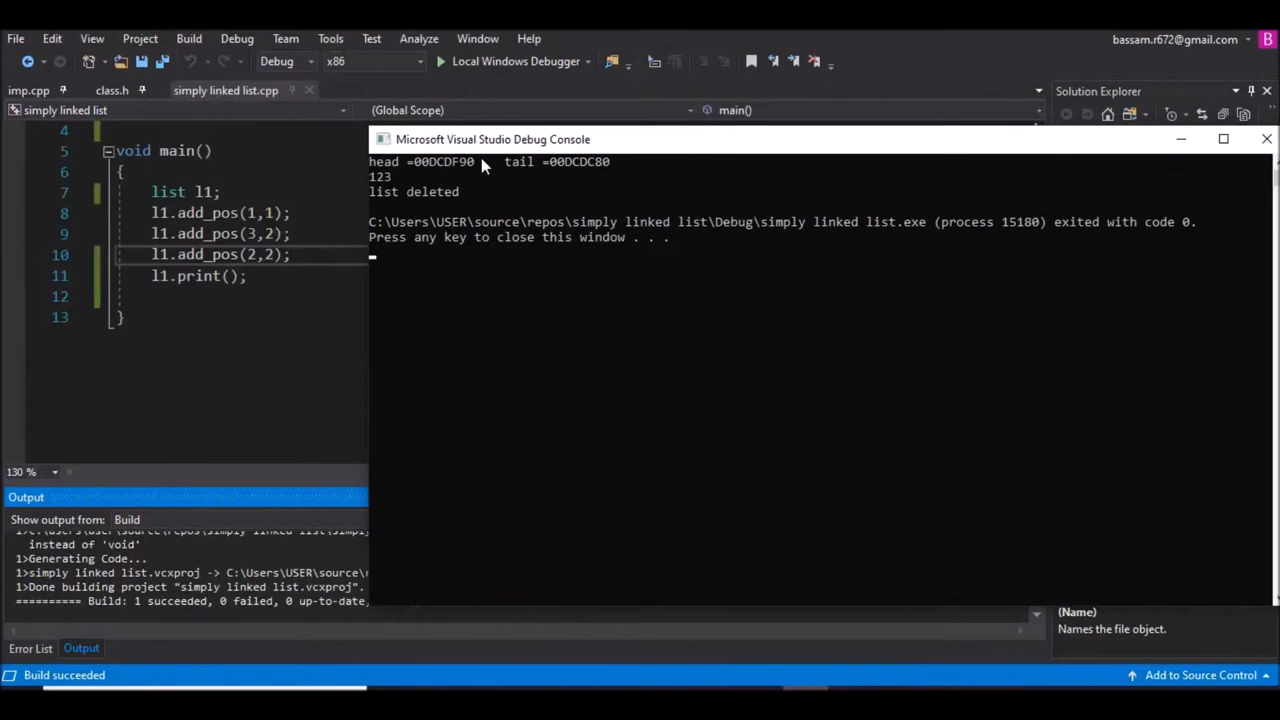 File Edit View Project Build Debug Team Tools Test Analyze Window Help bassam.r672@gmail.com B
Debug x86 Local Windows Debugger
imp.cpp class.h simply linked list.cpp Solution Explorer
simply linked list (Global Scope) main()
Microsoft Visual Studio Debug Console
head =00DCDF90 tail =00DCDC80
123
list deleted
C:\Users\USER\source\repos\simply linked list\Debug\simply linked list.exe (process 15180) exited with code 0.
Press any key to close this window . . .
4
5 void main()
6 {
7 list l1;
8 l1.add_pos(1,1);
9 l1.add_pos(3,2);
10 l1.add_pos(2,2);
11 l1.print();
12
13 }
130 %
Output
Show output from: Build
instead of 'void'
1>Generating Code...
1>simply linked list.vcxproj -> C:\Users\USER\source\
1>Done building project "simply linked list.vcxproj".
========== Build: 1 succeeded, 0 failed, 0 up-to-date,
(Name)
Names the file object.
Error List Output
Build succeeded Add to Source Control